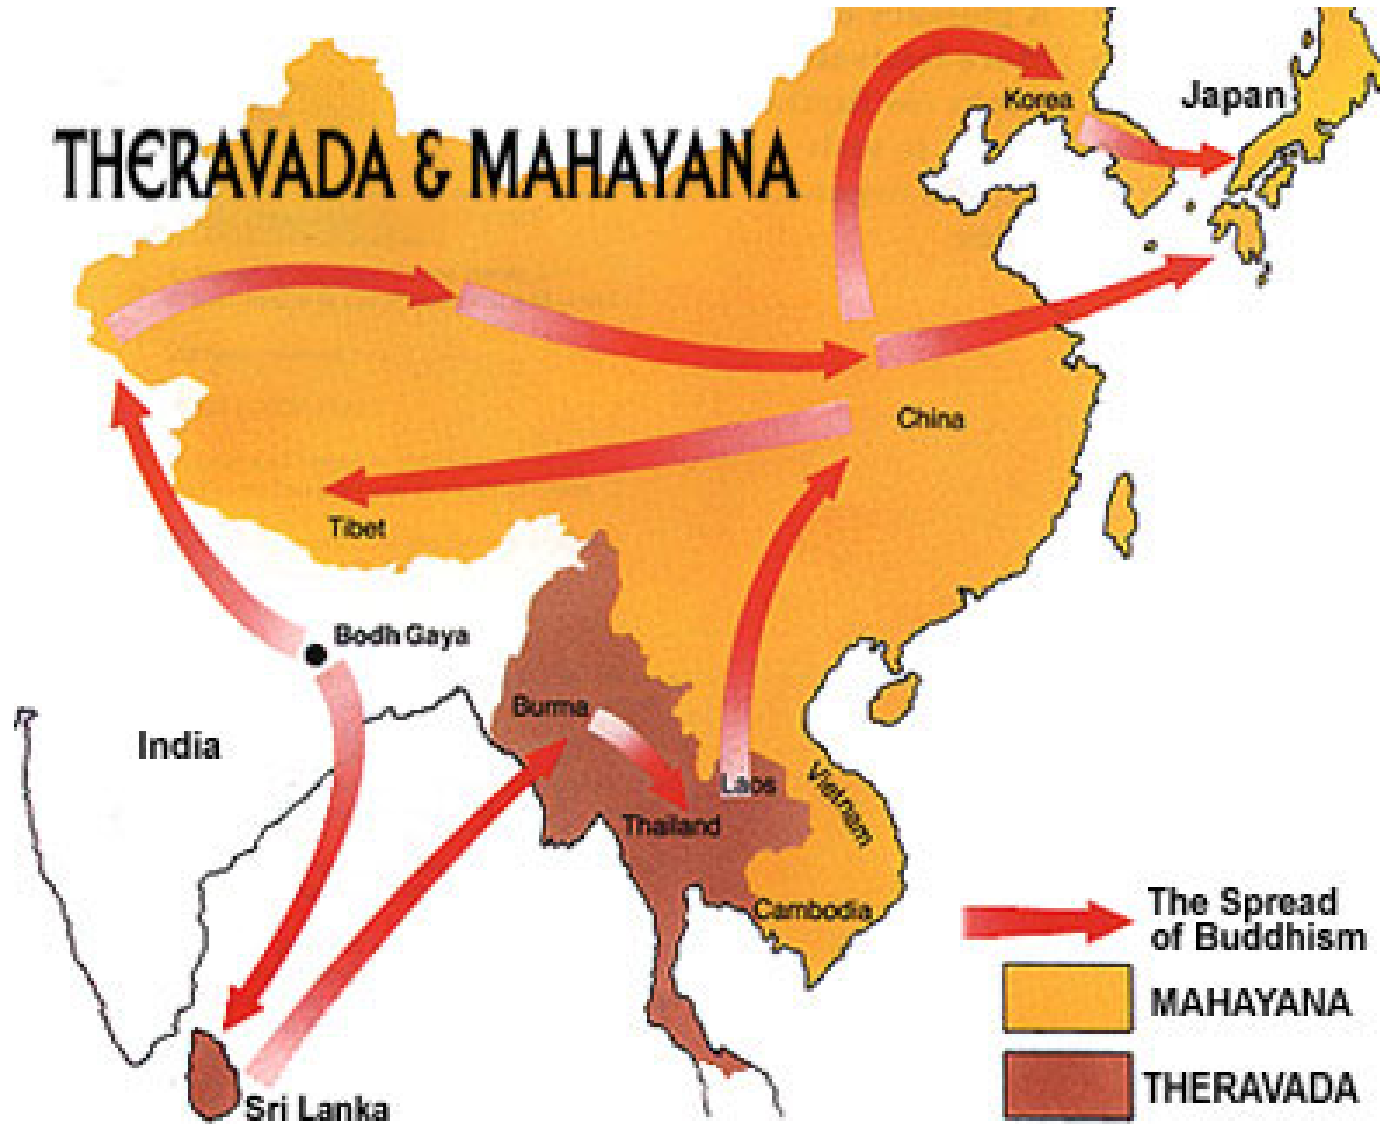 THERAVADA & MAHAYANA
Korea
Japan
China
Tibet
Bodh Gaya
India
Burma
Laos
Thailand
Vietnam
Cambodia
Sri Lanka
The Spread
of Buddhism
MAHAYANA
THERAVADA